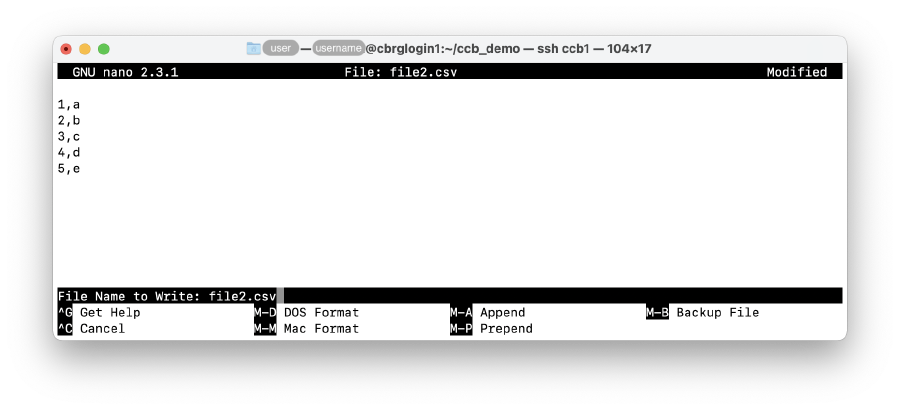 user — username@cbrglogin1:~/ccb_demo — ssh ccb1 — 104×17
GNU nano 2.3.1 File: file2.csv Modified
1,a
2,b
3,c
4,d
5,e
File Name to Write: file2.csv
^G Get Help M-D DOS Format M-A Append M-B Backup File
^C Cancel M-M Mac Format M-P Prepend